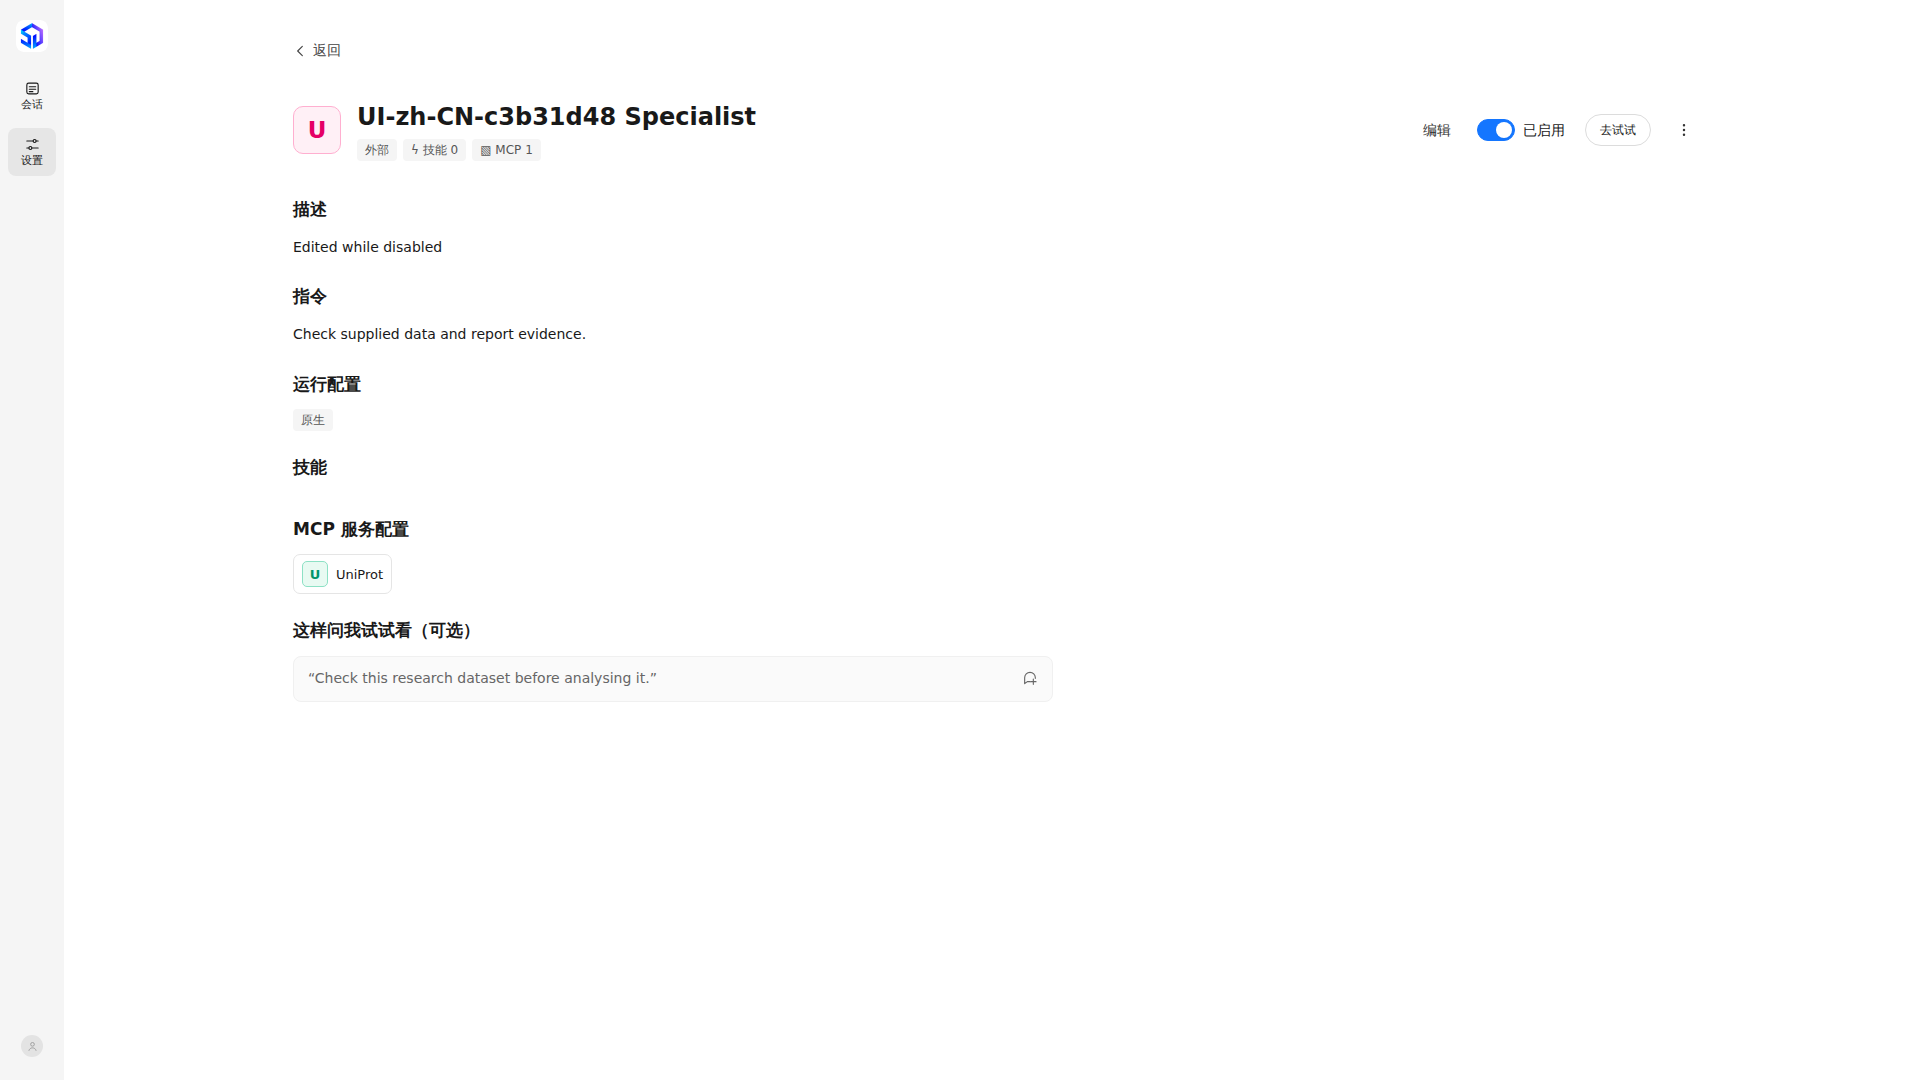 会话
设置
返回
U
UI-zh-CN-c3b31d48 Specialist
外部
技能 0
MCP 1
编辑
已启用
去试试
描述
Edited while disabled
指令
Check supplied data and report evidence.
运行配置
原生
技能
MCP 服务配置
U
UniProt
这样问我试试看（可选）
“Check this research dataset before analysing it.”